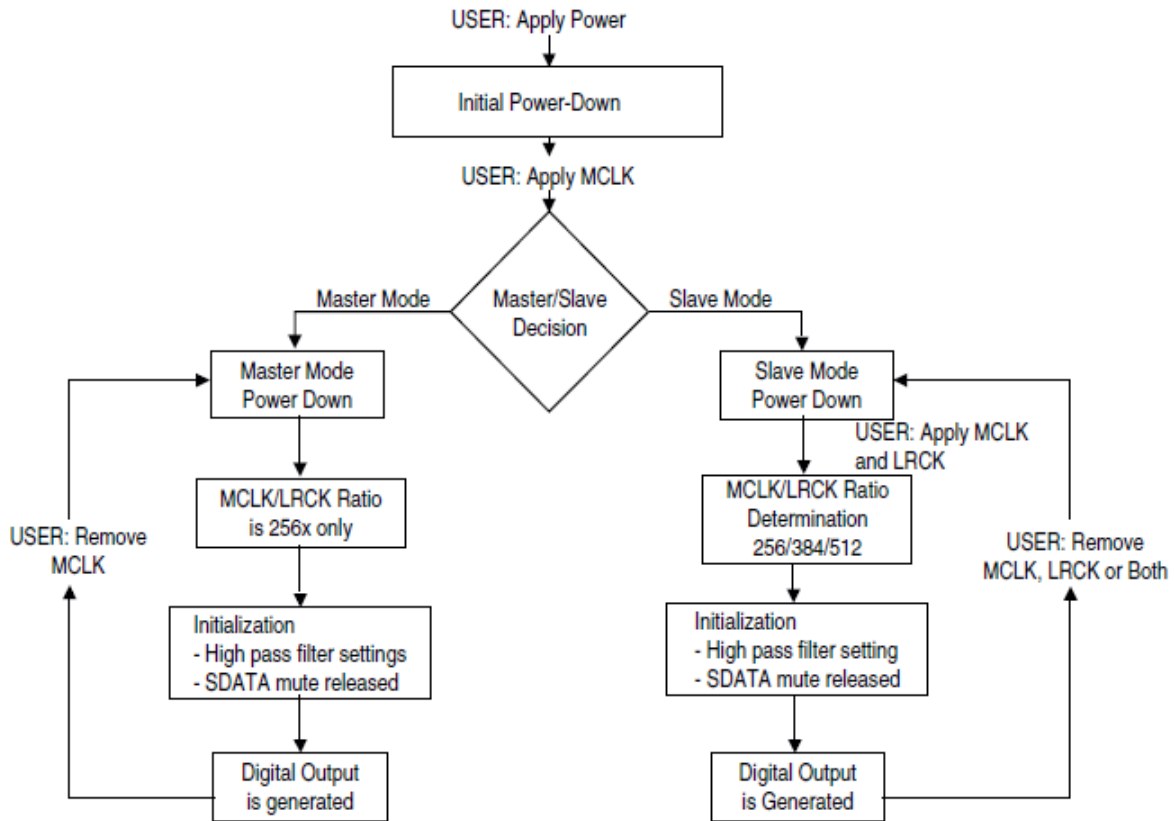 USER: Apply Power
Initial Power-Down
USER: Apply MCLK
Master/Slave
Decision
Master Mode
Slave Mode
Master Mode
Power Down
MCLK/LRCK Ratio
is 256x only
Initialization
- High pass filter settings
- SDATA mute released
Digital Output
is generated
USER: Remove
MCLK
Slave Mode
Power Down
USER: Apply MCLK
and LRCK
MCLK/LRCK Ratio
Determination
256/384/512
Initialization
- High pass filter setting
- SDATA mute released
Digital Output
is Generated
USER: Remove
MCLK, LRCK or Both